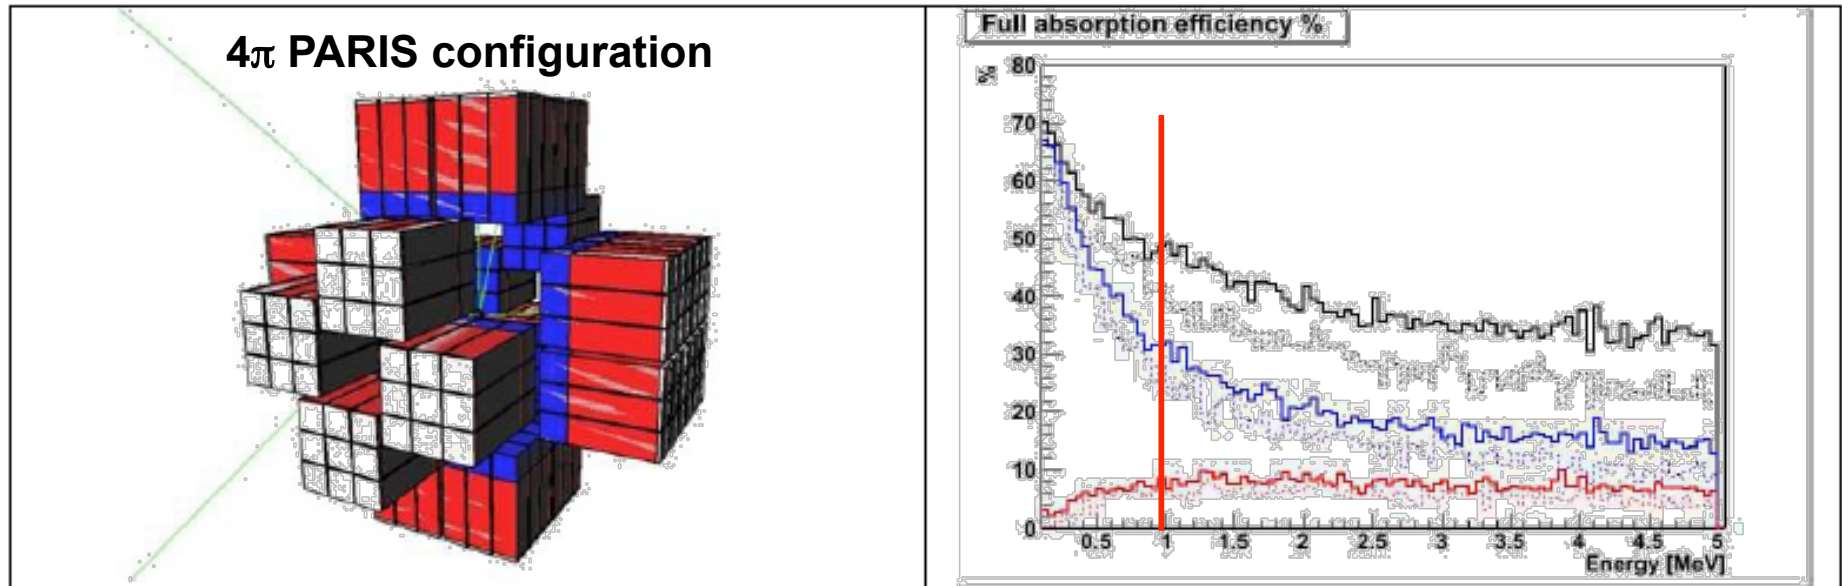 4π PARIS configuration
Full absorption efficiency %
%
80
70
60
50
40
30
20
10
0
0.5 1 1.5 2 2.5 3 3.5 4 4.5 5
Energy [MeV]